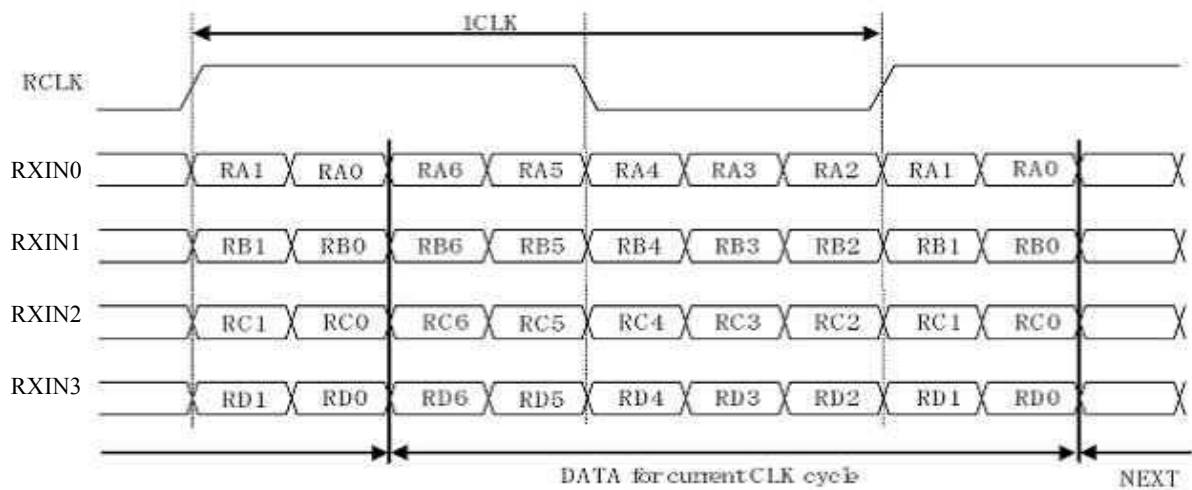 1CLK
RCLK
RXIN0 RA1 RA0 RA6 RA5 RA4 RA3 RA2 RA1 RA0
RXIN1 RB1 RB0 RB6 RB5 RB4 RB3 RB2 RB1 RB0
RXIN2 RC1 RC0 RC6 RC5 RC4 RC3 RC2 RC1 RC0
RXIN3 RD1 RD0 RD6 RD5 RD4 RD3 RD2 RD1 RD0
DATA for current CLK cycle NEXT